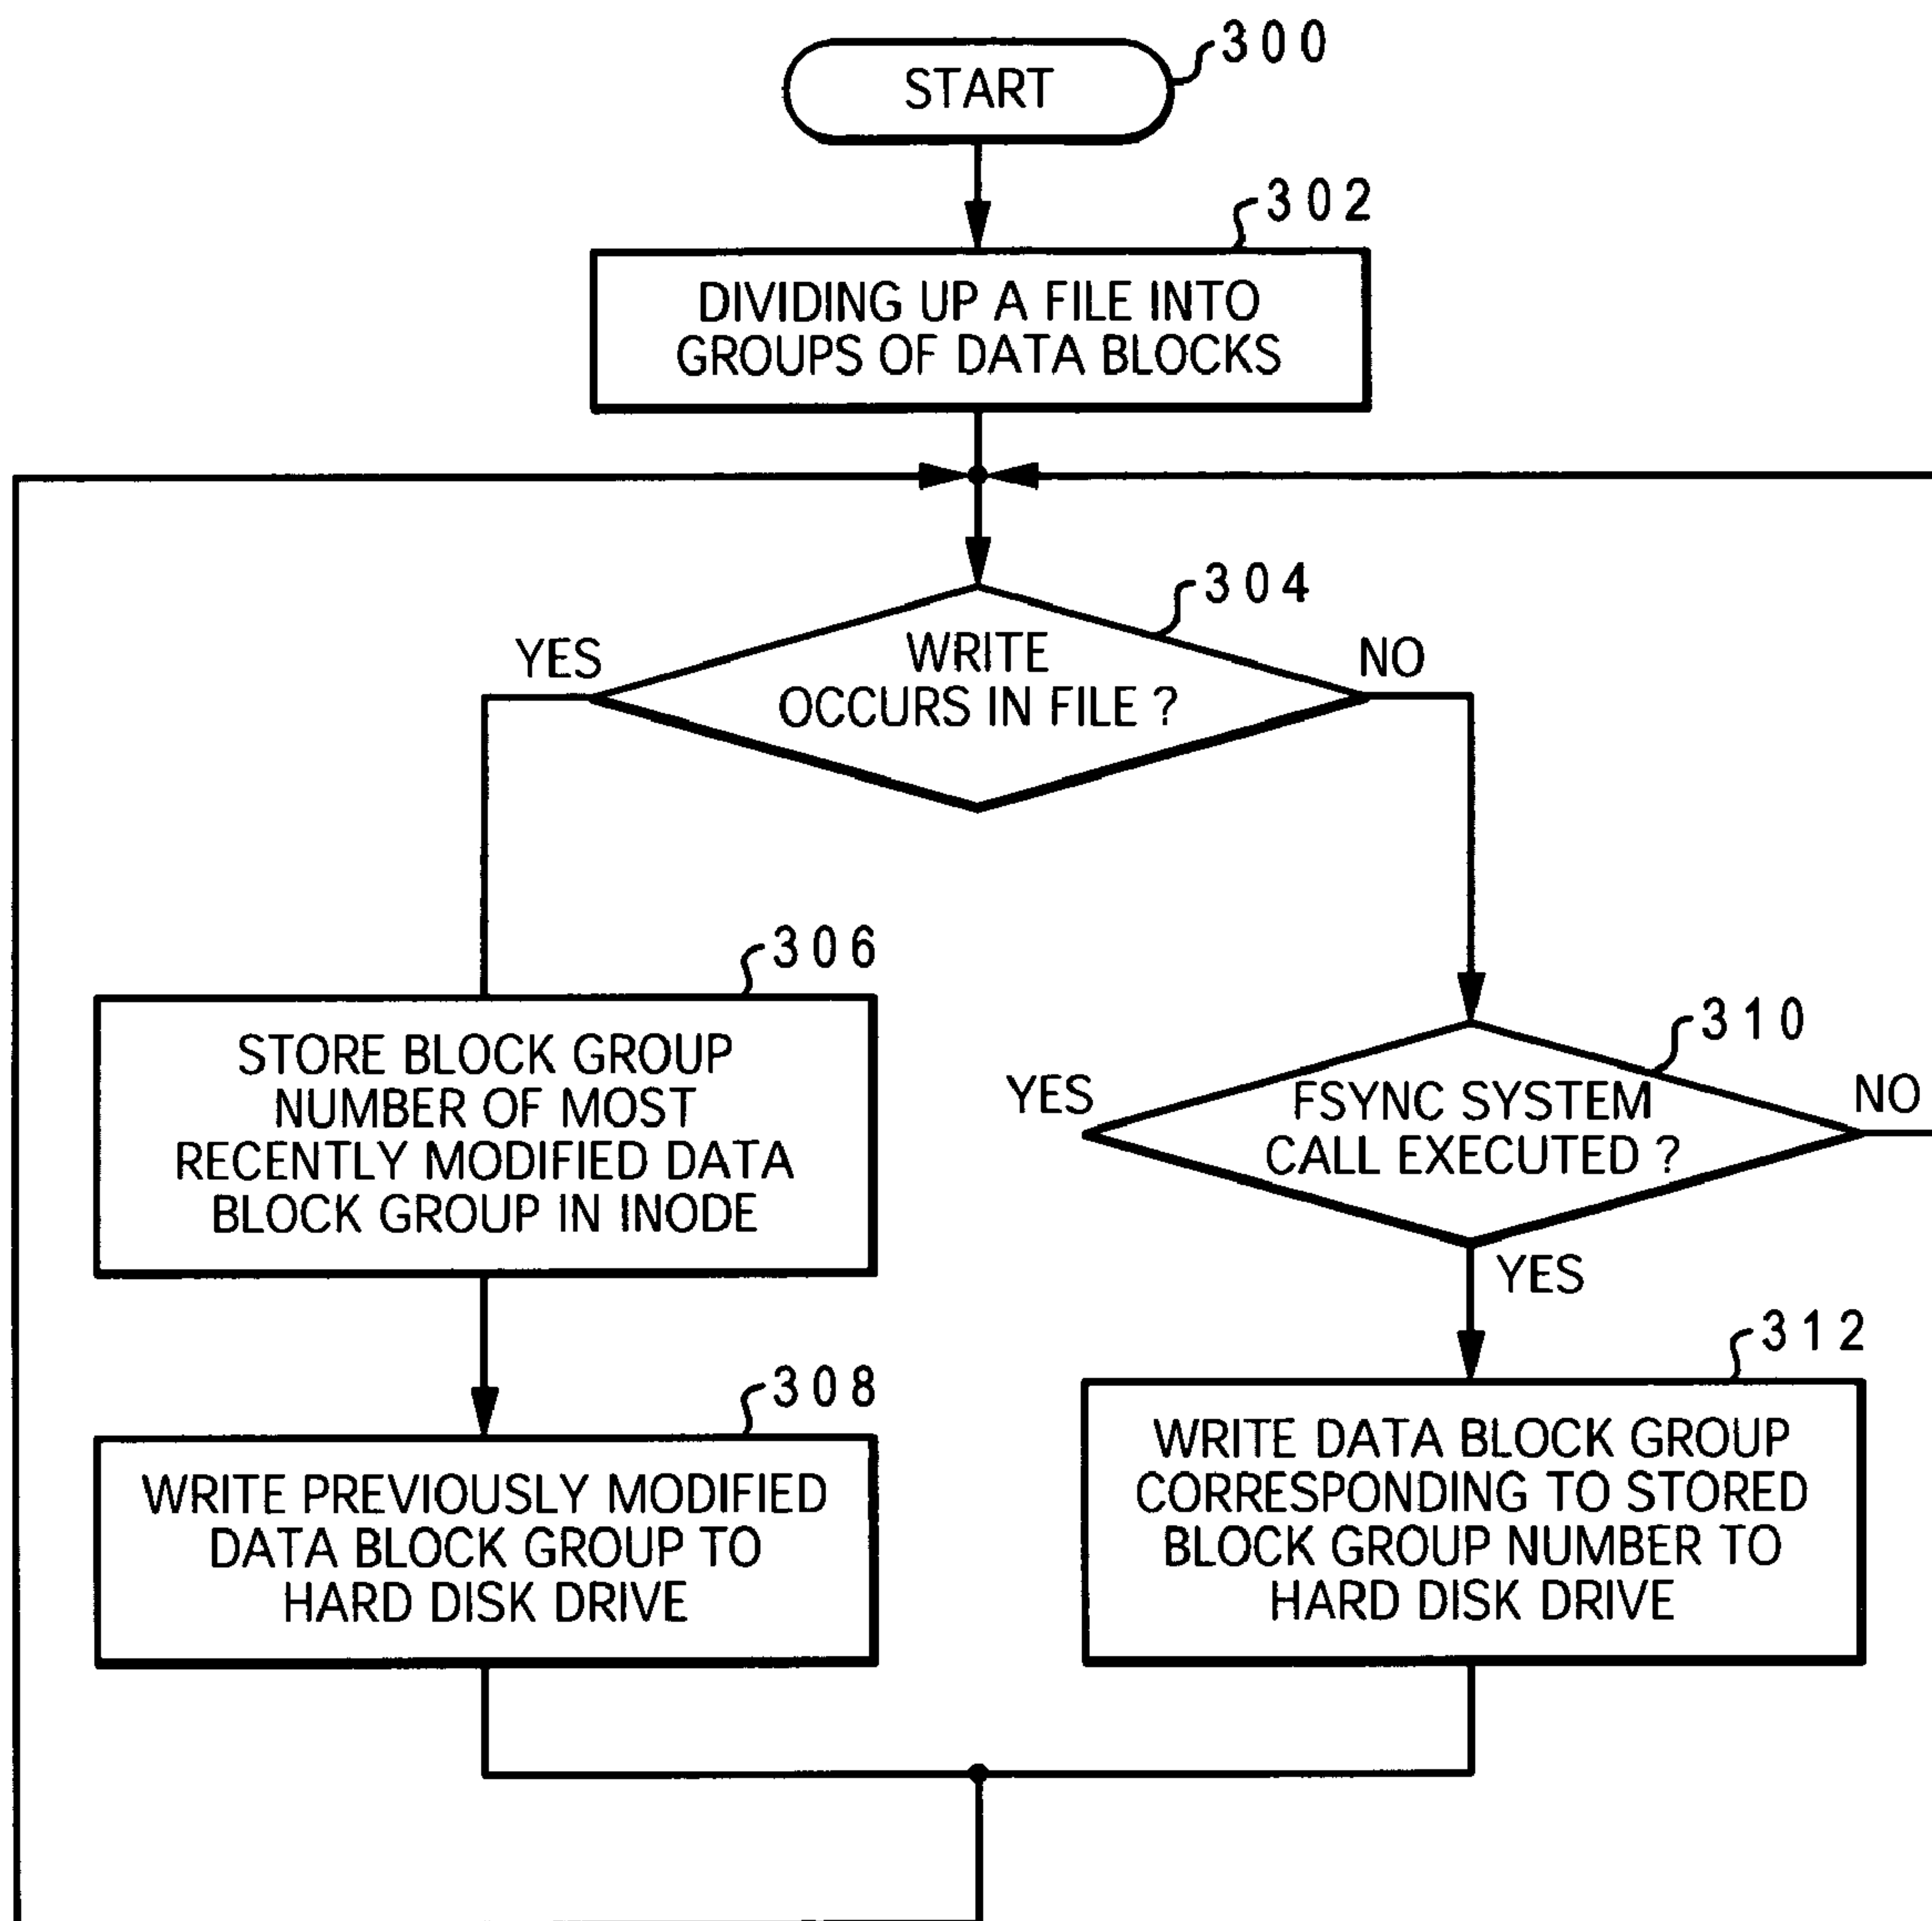 300
START
302
DIVIDING UP A FILE INTO
GROUPS OF DATA BLOCKS
304
YES
WRITE
OCCURS IN FILE ?
NO
306
STORE BLOCK GROUP
NUMBER OF MOST
RECENTLY MODIFIED DATA
BLOCK GROUP IN INODE
310
YES
FSYNC SYSTEM
CALL EXECUTED ?
NO
YES
308
WRITE PREVIOUSLY MODIFIED
DATA BLOCK GROUP TO
HARD DISK DRIVE
312
WRITE DATA BLOCK GROUP
CORRESPONDING TO STORED
BLOCK GROUP NUMBER TO
HARD DISK DRIVE